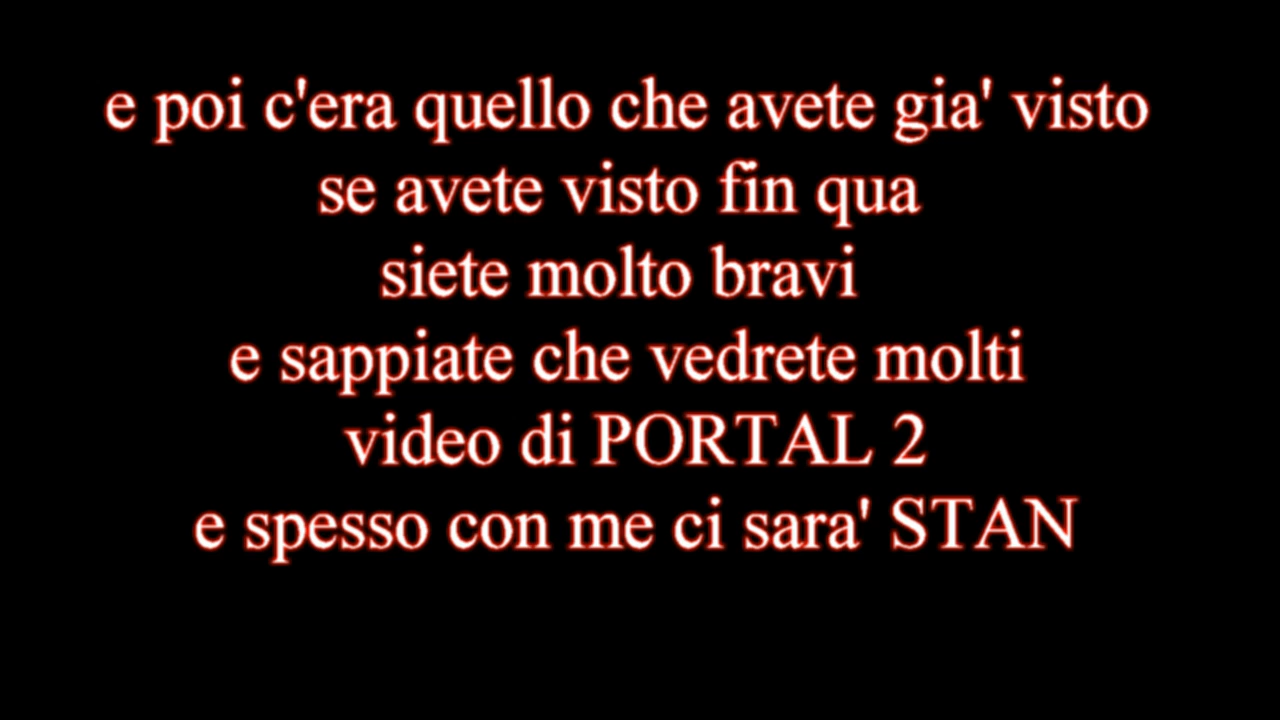 e poi c'era quello che avete gia' visto
se avete visto fin qua
siete molto bravi
e sappiate che vedrete molti
video di PORTAL 2
e spesso con me ci sara' STAN